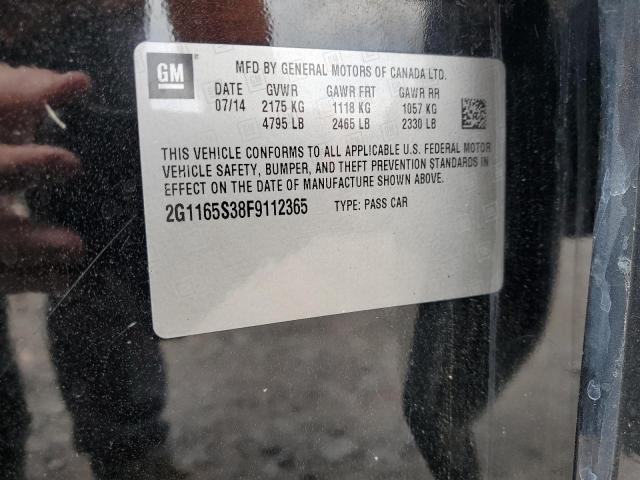 GM
MFD BY GENERAL MOTORS OF CANADA LTD.
DATE GVWR GAWR FRT GAWR RR
07/14 2175 KG 1118 KG 1057 KG
4795 LB 2465 LB 2330 LB
THIS VEHICLE CONFORMS TO ALL APPLICABLE U.S. FEDERAL MOTOR
VEHICLE SAFETY, BUMPER, AND THEFT PREVENTION STANDARDS IN
EFFECT ON THE DATE OF MANUFACTURE SHOWN ABOVE.
2G1165S38F9112365 TYPE: PASS CAR